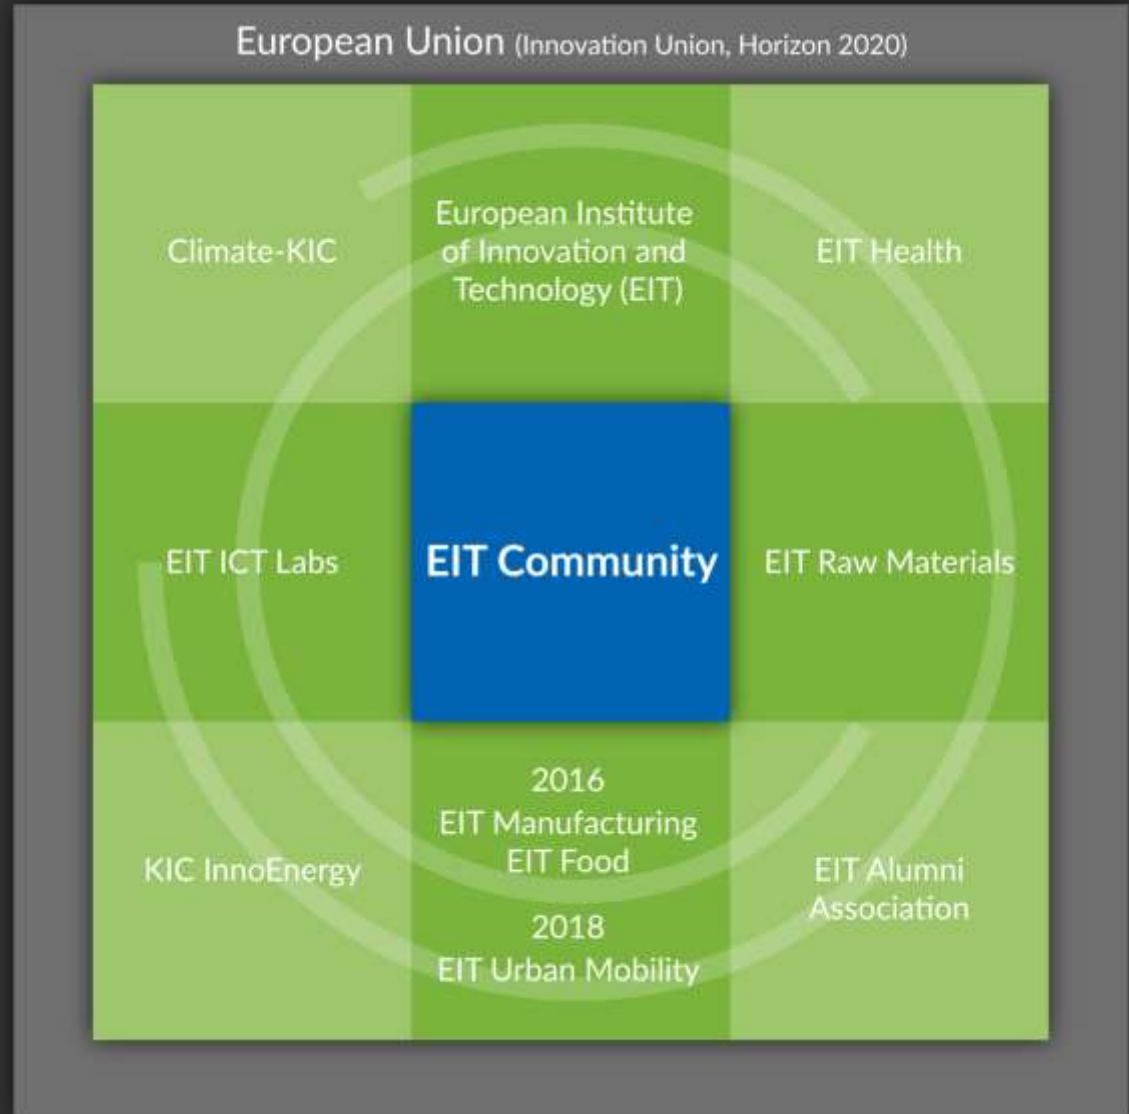 European Union (Innovation Union, Horizon 2020)
Climate-KIC
European Institute
of Innovation and
Technology (EIT)
EIT Health
EIT ICT Labs
EIT Community
EIT Raw Materials
KIC InnoEnergy
2016
EIT Manufacturing
EIT Food
2018
EIT Urban Mobility
EIT Alumni
Association